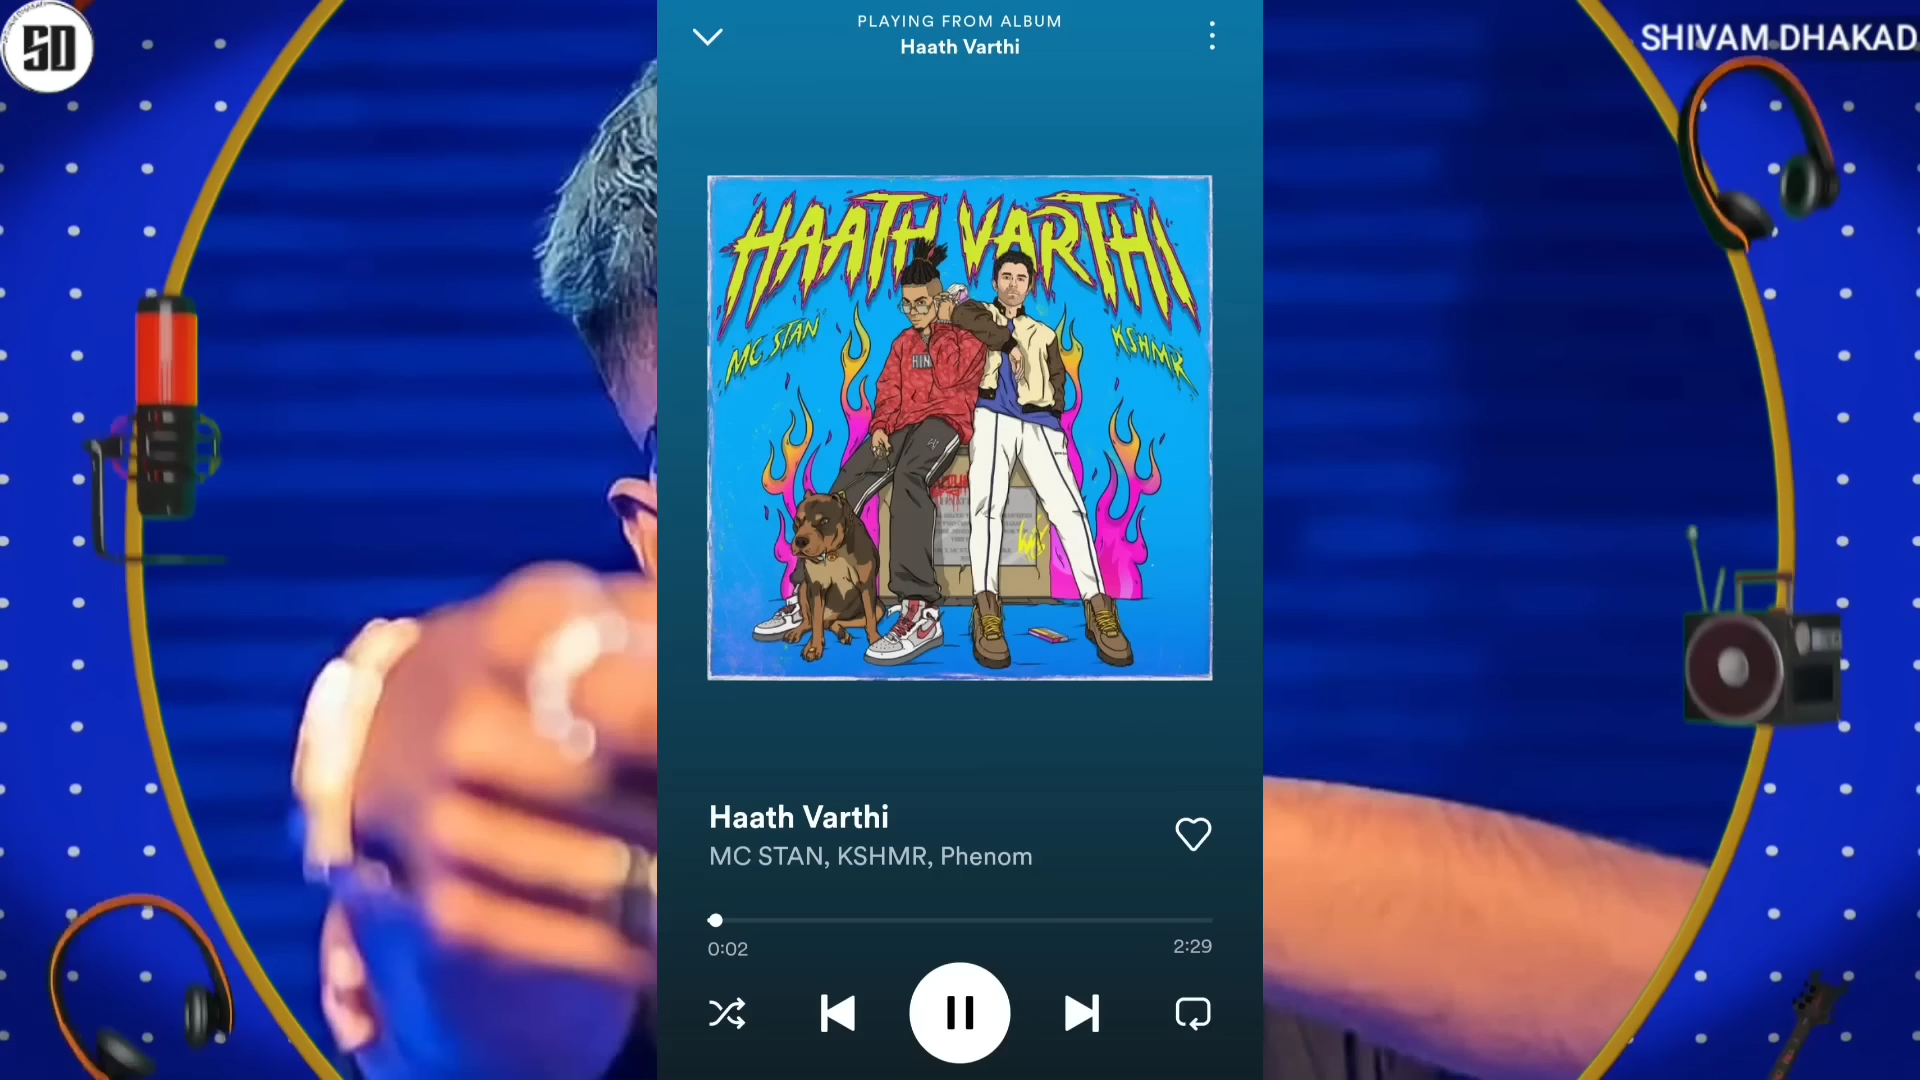 SD
SHIVAM DHAKAD
PLAYING FROM ALBUM
Haath Varthi
HAATH VARTHI
MC STAN
KSHMR
Haath Varthi
MC STAN, KSHMR, Phenom
0:02
2:29